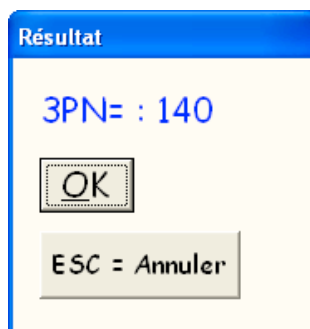 Résultat
3PN= : 140
OK
ESC = Annuler